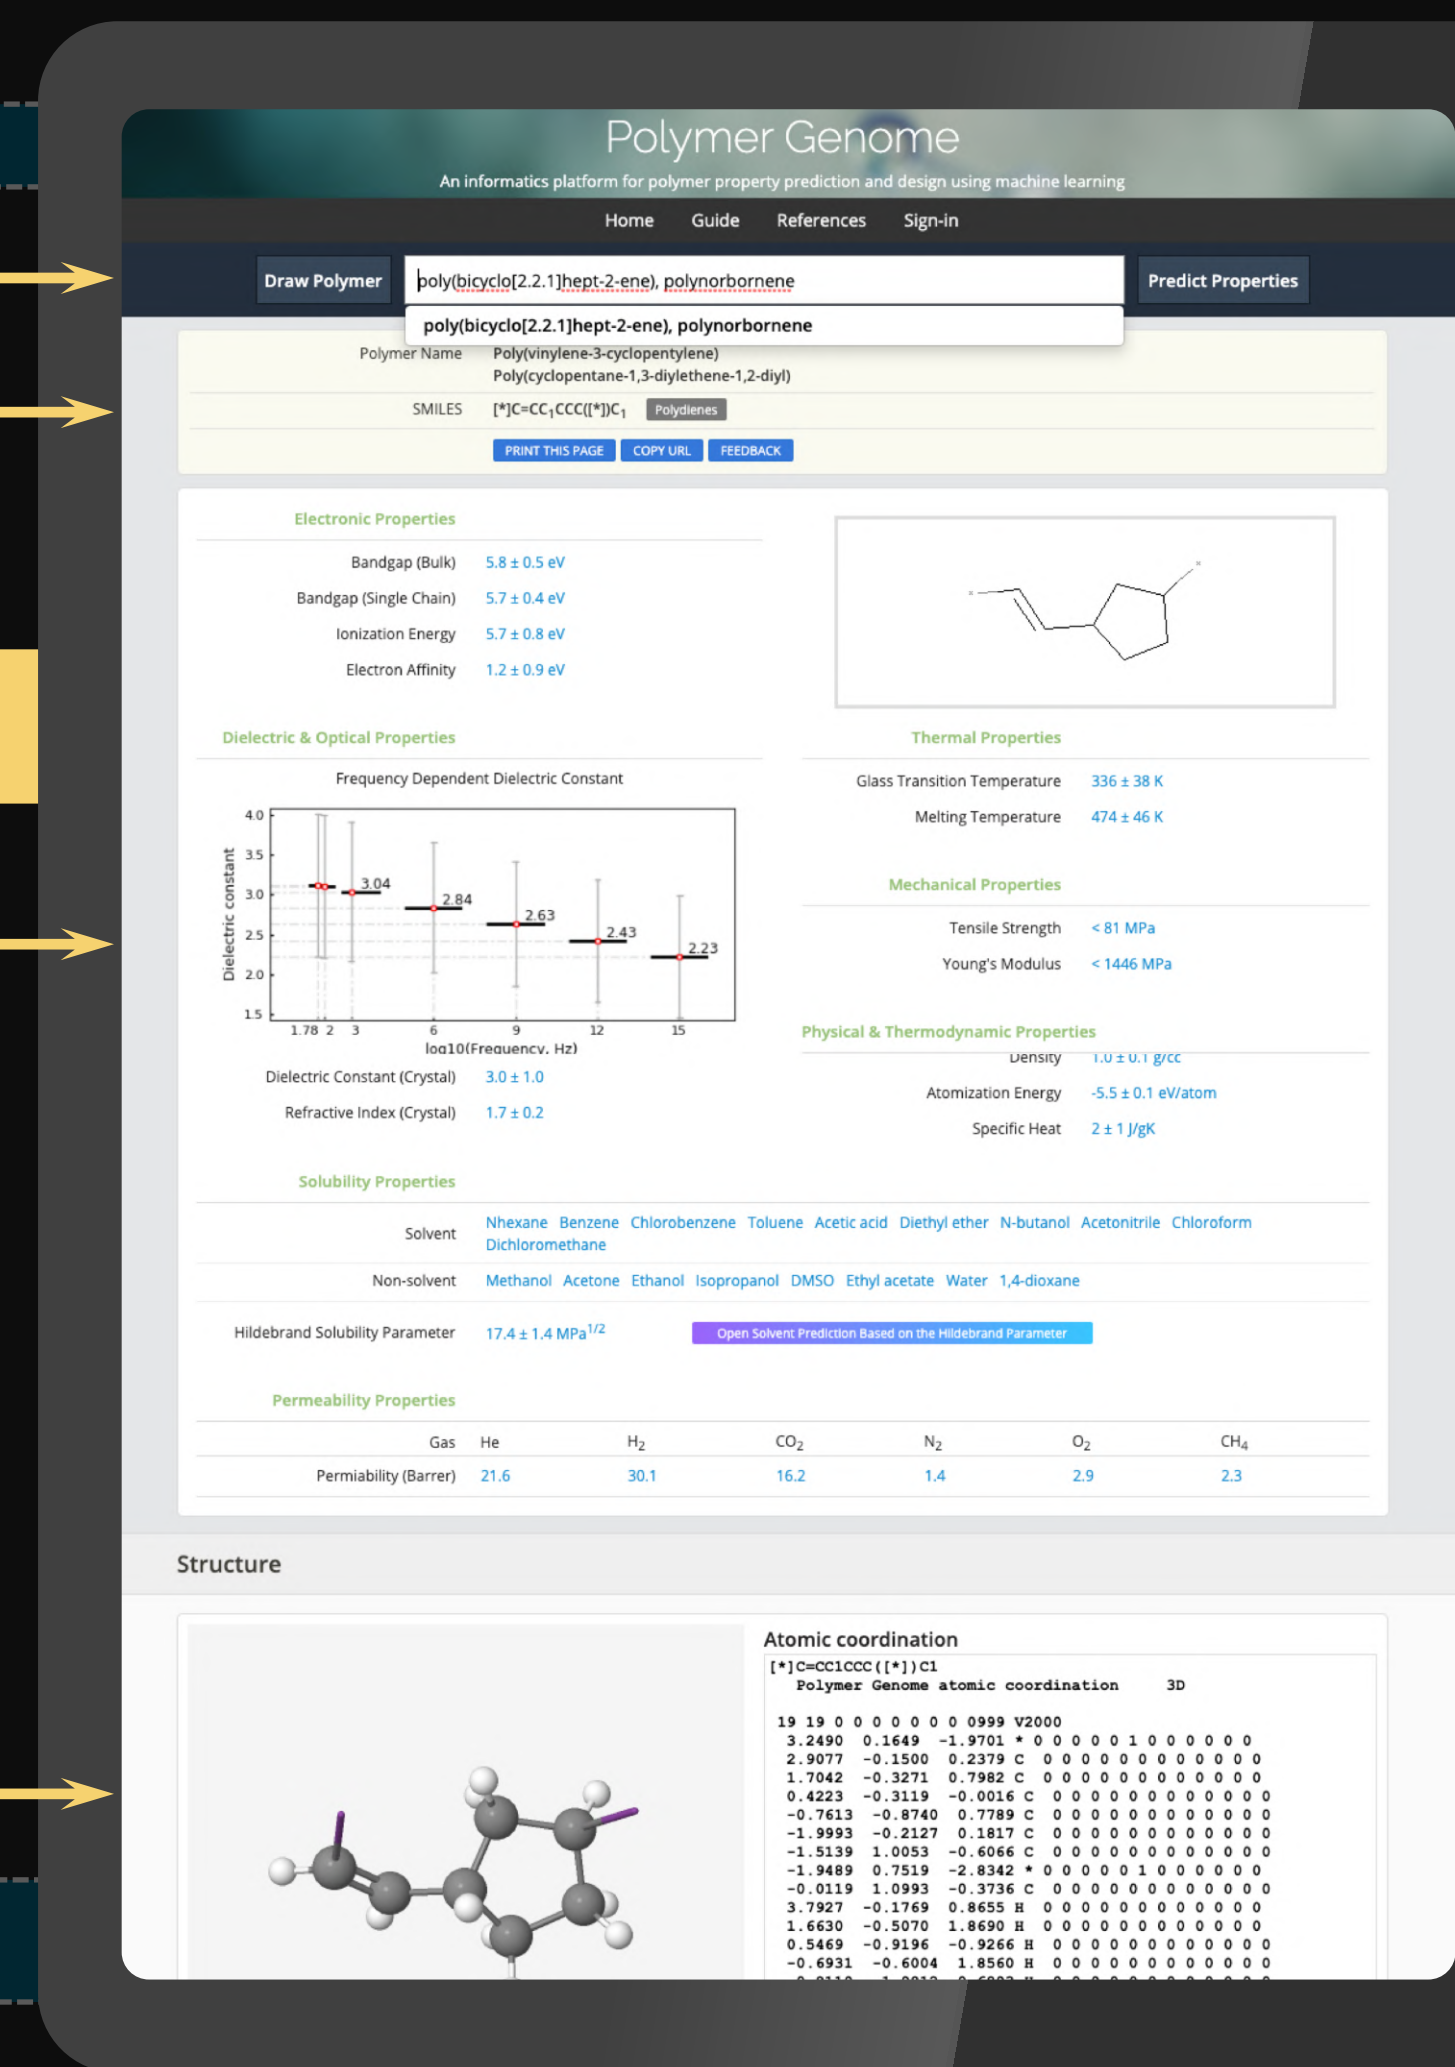 Polymer Genome
An informatics platform for polymer property prediction and design using machine learning
Home Guide References Sign-in
Draw Polymer poly(bicyclo[2.2.1]hept-2-ene), polynorbornene Predict Properties
poly(bicyclo[2.2.1]hept-2-ene), polynorbornene
Polymer Name Poly(vinylene-3-cyclopentylene)
Poly(cyclopentane-1,3-diylethene-1,2-diyl)
SMILES [*]C=CC₁CCC([*])C₁ Polydienes
PRINT THIS PAGE COPY URL FEEDBACK
Electronic Properties
Bandgap (Bulk) 5.8 ± 0.5 eV
Bandgap (Single Chain) 5.7 ± 0.4 eV
Ionization Energy 5.7 ± 0.8 eV
Electron Affinity 1.2 ± 0.9 eV
Dielectric & Optical Properties
Frequency Dependent Dielectric Constant
Dielectric constant
4.0
3.5
3.0
2.5
2.0
1.5
3.04
2.84
2.63
2.43
2.23
1.78 2 3 6 9 12 15
log10(Frequency, Hz)
Dielectric Constant (Crystal) 3.0 ± 1.0
Refractive Index (Crystal) 1.7 ± 0.2
Thermal Properties
Glass Transition Temperature 336 ± 38 K
Melting Temperature 474 ± 46 K
Mechanical Properties
Tensile Strength < 81 MPa
Young's Modulus < 1446 MPa
Physical & Thermodynamic Properties
Density 1.0 ± 0.1 g/cc
Atomization Energy -5.5 ± 0.1 eV/atom
Specific Heat 2 ± 1 J/gK
Solubility Properties
Solvent Nhexane Benzene Chlorobenzene Toluene Acetic acid Diethyl ether N-butanol Acetonitrile Chloroform
Dichloromethane
Non-solvent Methanol Acetone Ethanol Isopropanol DMSO Ethyl acetate Water 1,4-dioxane
Hildebrand Solubility Parameter 17.4 ± 1.4 MPa¹/² Open Solvent Prediction Based on the Hildebrand Parameter
Permeability Properties
Gas He H₂ CO₂ N₂ O₂ CH₄
Permiability (Barrer) 21.6 30.1 16.2 1.4 2.9 2.3
Structure
Atomic coordination
[*]C=CC1CCC([*])C1
Polymer Genome atomic coordination 3D
19 19 0 0 0 0 0 0 0 0999 V2000
3.2490 0.1649 -1.9701 * 0 0 0 0 0 1 0 0 0 0 0 0
2.9077 -0.1500 0.2379 C 0 0 0 0 0 0 0 0 0 0 0 0
1.7042 -0.3271 0.7982 C 0 0 0 0 0 0 0 0 0 0 0 0
0.4223 -0.3119 -0.0016 C 0 0 0 0 0 0 0 0 0 0 0 0
-0.7613 -0.8740 0.7789 C 0 0 0 0 0 0 0 0 0 0 0 0
-1.9993 -0.2127 0.1817 C 0 0 0 0 0 0 0 0 0 0 0 0
-1.5139 1.0053 -0.6066 C 0 0 0 0 0 0 0 0 0 0 0 0
-1.9489 0.7519 -2.8342 * 0 0 0 0 0 1 0 0 0 0 0 0
-0.0119 1.0993 -0.3736 C 0 0 0 0 0 0 0 0 0 0 0 0
3.7927 -0.1769 0.8655 H 0 0 0 0 0 0 0 0 0 0 0 0
1.6630 -0.5070 1.8690 H 0 0 0 0 0 0 0 0 0 0 0 0
0.5469 -0.9196 -0.9266 H 0 0 0 0 0 0 0 0 0 0 0 0
-0.6931 -0.6004 1.8560 H 0 0 0 0 0 0 0 0 0 0 0 0